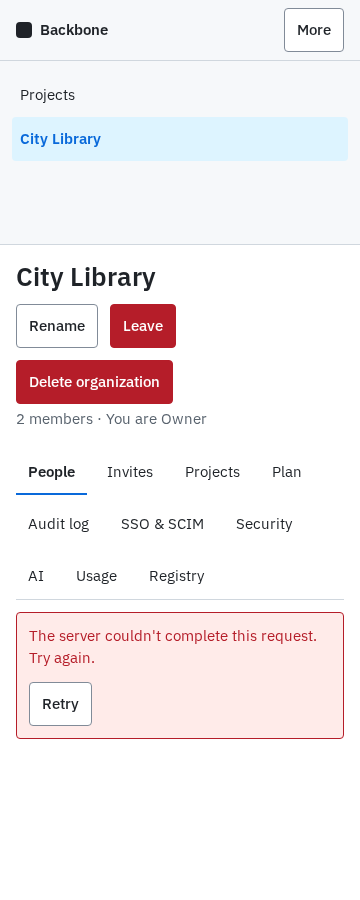 Backbone
More
Projects
City Library
City Library
Rename
Leave
Delete organization
2 members · You are Owner
People
Invites
Projects
Plan
Audit log
SSO & SCIM
Security
AI
Usage
Registry
The server couldn't complete this request.
Try again.
Retry